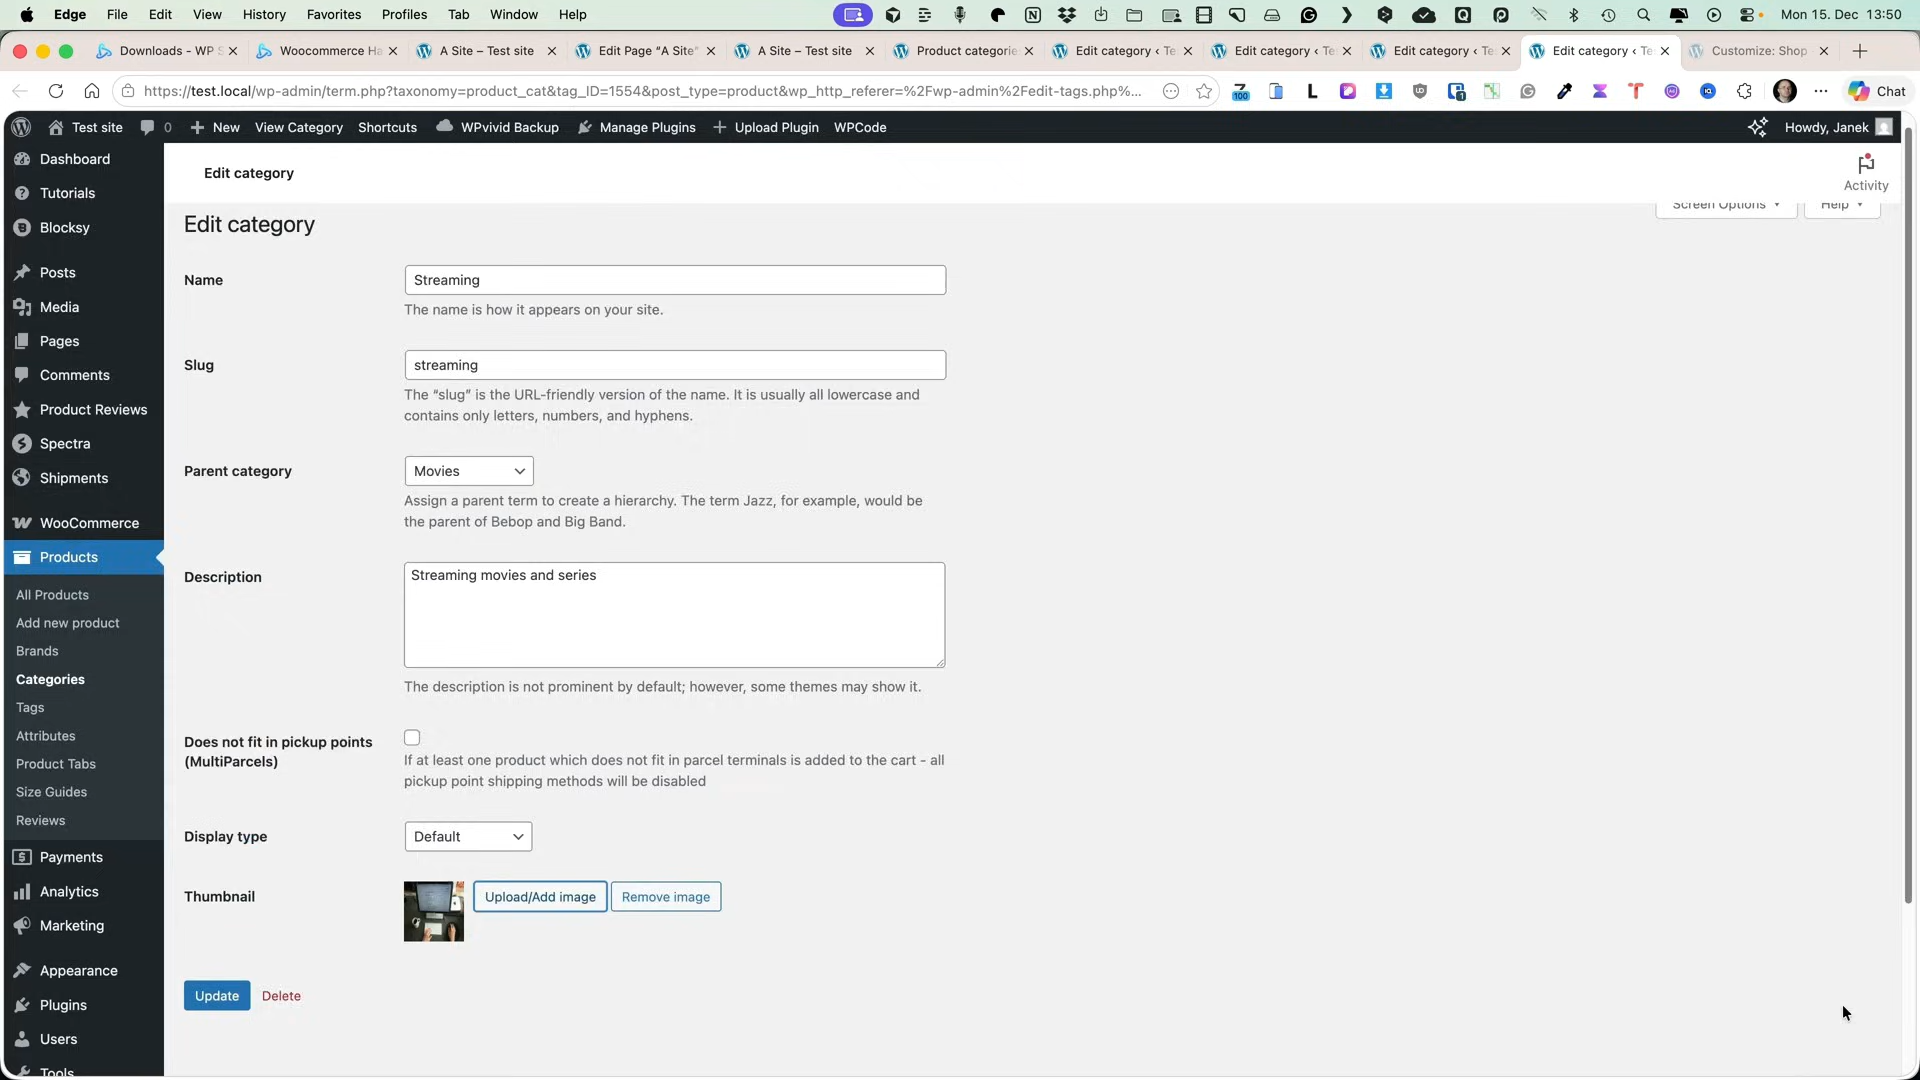 Edge File Edit View History Favorites Profiles Tab Window Help Mon 15. Dec 13:50
Downloads - WP S
Woocommerce Ha
A Site – Test site
Edit Page “A Site”
A Site – Test site
Product categorie
Edit category ‹ Te
Edit category ‹ Te
Edit category ‹ Te
Edit category ‹ Te
Customize: Shop
https://test.local/wp-admin/term.php?taxonomy=product_cat&tag_ID=1554&post_type=product&wp_http_referer=%2Fwp-admin%2Fedit-tags.php%...
100
1
Chat
Test site 0 New View Category Shortcuts WPvivid Backup Manage Plugins Upload Plugin WPCode Howdy, Janek
Dashboard
Tutorials
Blocksy
Posts
Media
Pages
Comments
Product Reviews
Spectra
Shipments
WooCommerce
Products
All Products
Add new product
Brands
Categories
Tags
Attributes
Product Tabs
Size Guides
Reviews
Payments
Analytics
Marketing
Appearance
Plugins
Users
Tools
Edit category
Activity
Screen Options
Help
Edit category
Name
Streaming
The name is how it appears on your site.
Slug
streaming
The “slug” is the URL-friendly version of the name. It is usually all lowercase and
contains only letters, numbers, and hyphens.
Parent category
Movies
Assign a parent term to create a hierarchy. The term Jazz, for example, would be
the parent of Bebop and Big Band.
Description
Streaming movies and series
The description is not prominent by default; however, some themes may show it.
Does not fit in pickup points
(MultiParcels)
If at least one product which does not fit in parcel terminals is added to the cart - all
pickup point shipping methods will be disabled
Display type
Default
Thumbnail
Upload/Add image
Remove image
Update
Delete